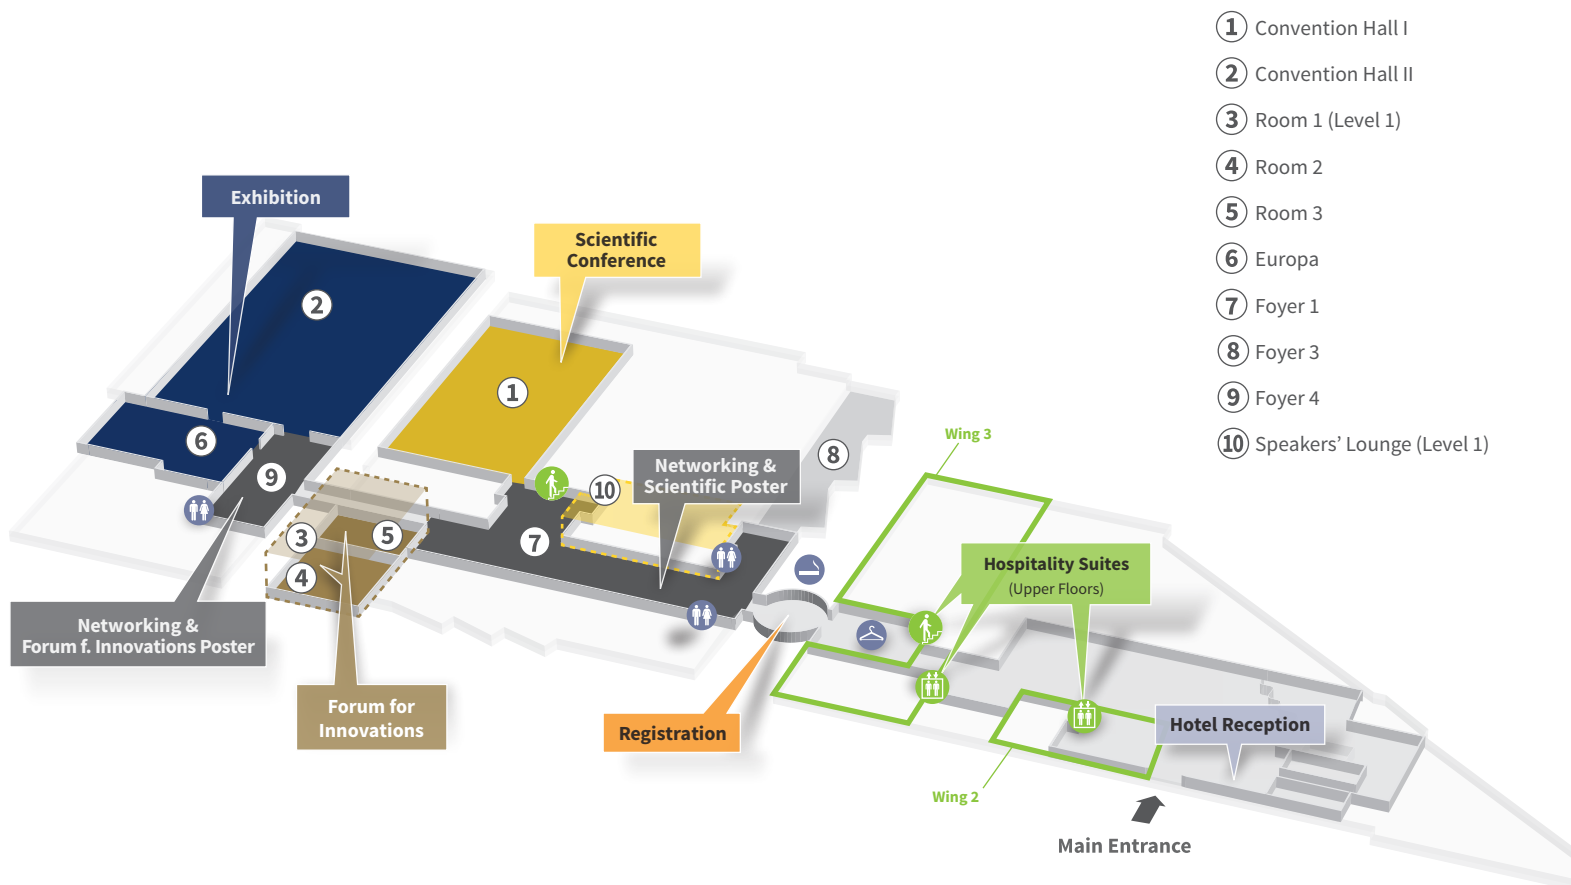 1 Convention Hall I
2 Convention Hall II
3 Room 1 (Level 1)
4 Room 2
5 Room 3
6 Europa
7 Foyer 1
8 Foyer 3
9 Foyer 4
10 Speakers’ Lounge (Level 1)
Exhibition
Scientific
Conference
2
1
6
9
10
Networking &
Scientific Poster
8
Wing 3
3
5
7
4
Hospitality Suites
(Upper Floors)
Networking &
Forum f. Innovations Poster
Forum for
Innovations
Registration
Hotel Reception
Wing 2
Main Entrance